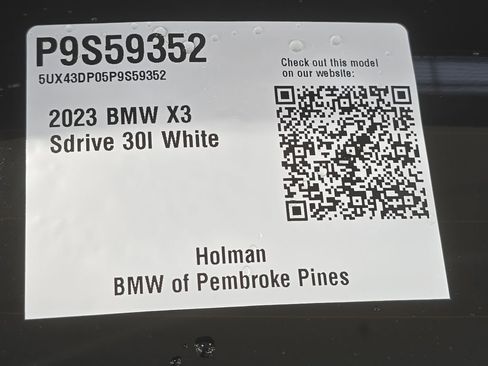 P9S59352
5UX43DP05P9S59352
Check out this model
on our website:
2023 BMW X3
Sdrive 30I White
Holman
BMW of Pembroke Pines